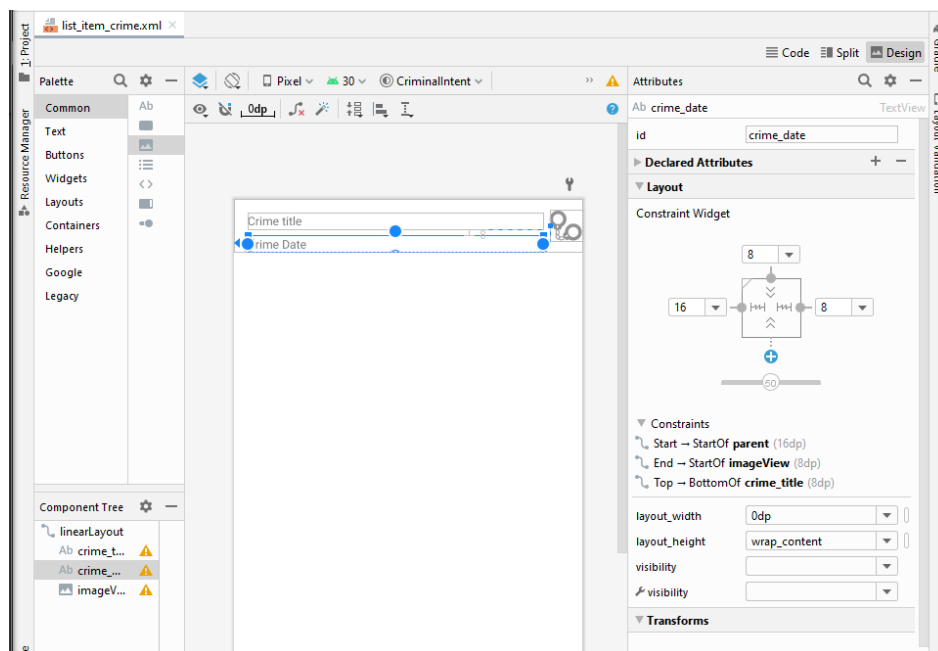 list_item_crime.xml
1: Project
Resource Manager
Code
Split
Design
Palette
Common
Text
Buttons
Widgets
Layouts
Containers
Helpers
Google
Legacy
Ab
Pixel
30
CriminalIntent
0dp
Crime title
8
rime Date
Component Tree
linearLayout
Ab crime_t...
Ab crime_...
imageV...
Attributes
Ab crime_date TextView
id crime_date
Declared Attributes
Layout
Constraint Widget
8
16
8
50
Constraints
Start → StartOf parent (16dp)
End → StartOf imageView (8dp)
Top → BottomOf crime_title (8dp)
layout_width 0dp
layout_height wrap_content
visibility
visibility
Transforms
Gradle
Layout Validation